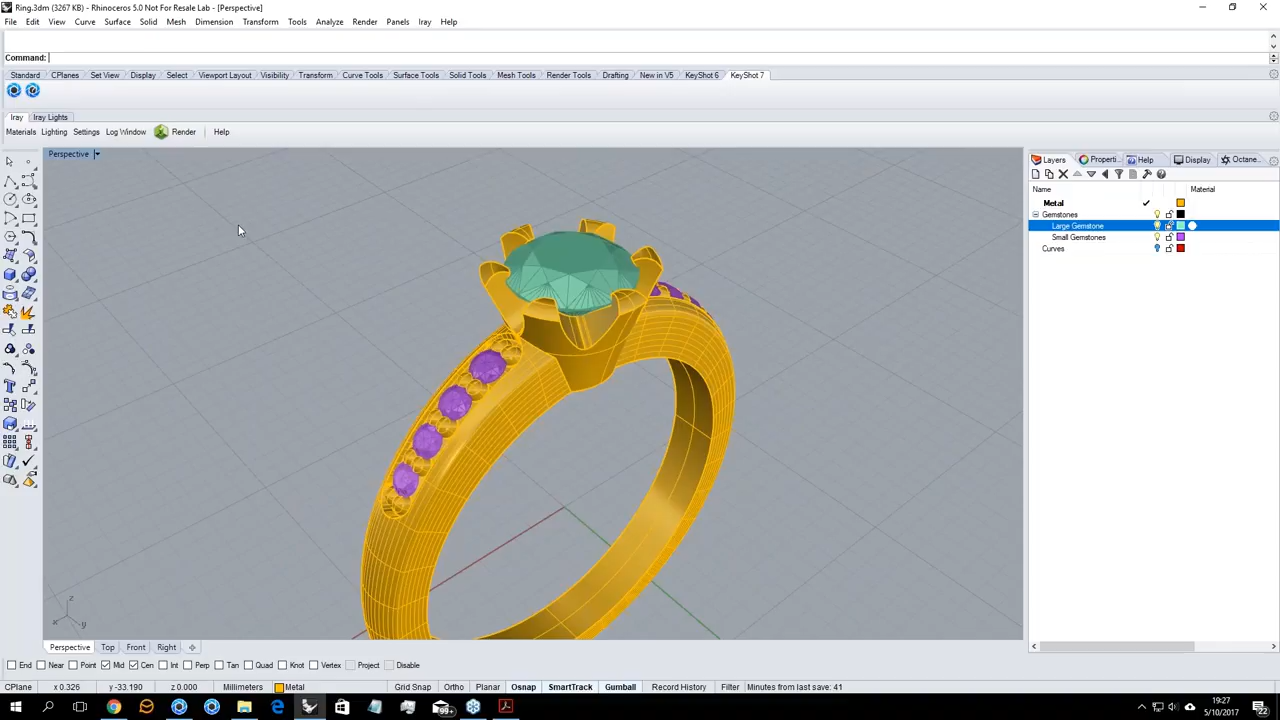 Ring.3dm (3267 KB) - Rhinoceros 5.0 Not For Resale Lab - [Perspective]
File Edit View Curve Surface Solid Mesh Dimension Transform Tools Analyze Render Panels Iray Help
Command:
Standard CPlanes Set View Display Select Viewport Layout Visibility Transform Curve Tools Surface Tools Solid Tools Mesh Tools Render Tools Drafting New in V5 KeyShot 6 KeyShot 7
Iray Iray Lights
Materials Lighting Settings Log Window Render Help
Perspective
Layers Properti... Help Display Octane...
Name Material
Metal
Gemstones
Large Gemstone
Small Gemstones
Curves
z
x y
Perspective Top Front Right
End Near Point Mid Cen Int Perp Tan Quad Knot Vertex Project Disable
CPlane x 0.326 y -33.190 z 0.000 Millimeters Metal Grid Snap Ortho Planar Osnap SmartTrack Gumball Record History Filter Minutes from last save: 41
99+
19:27
5/10/2017
22